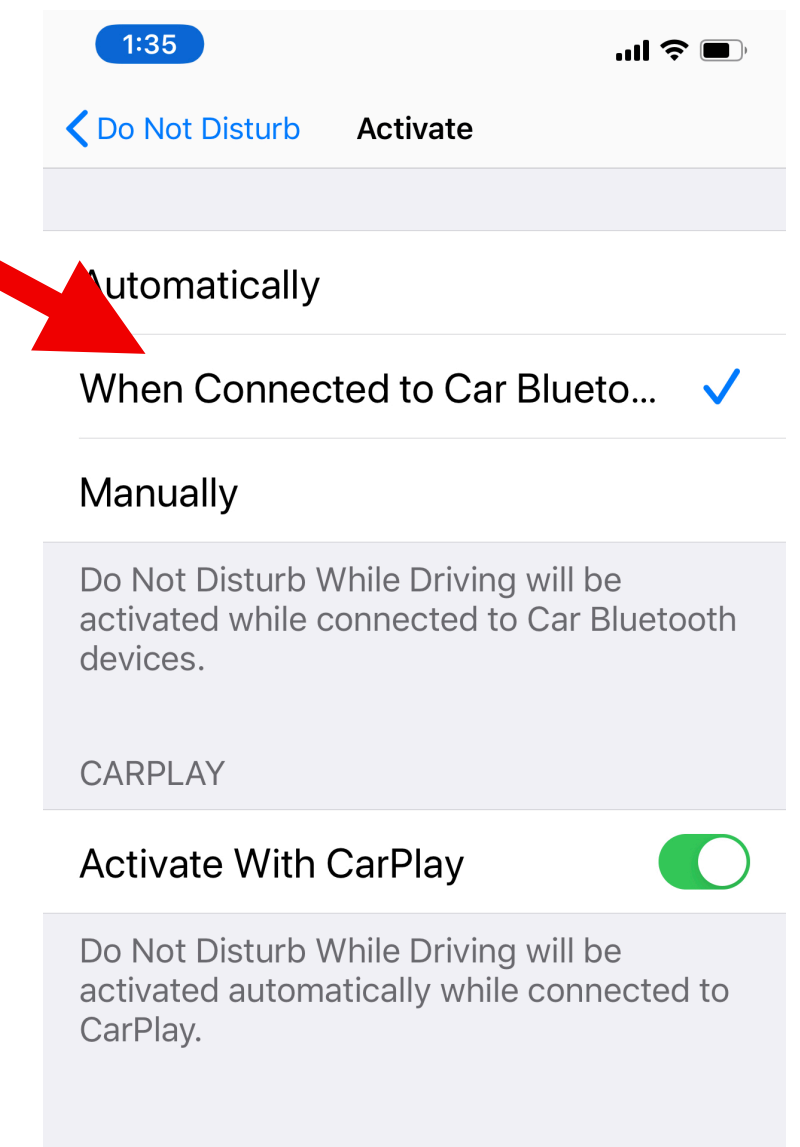 1:35
Do Not Disturb Activate
Automatically
When Connected to Car Blueto...
Manually
Do Not Disturb While Driving will be
activated while connected to Car Bluetooth
devices.
CARPLAY
Activate With CarPlay
Do Not Disturb While Driving will be
activated automatically while connected to
CarPlay.